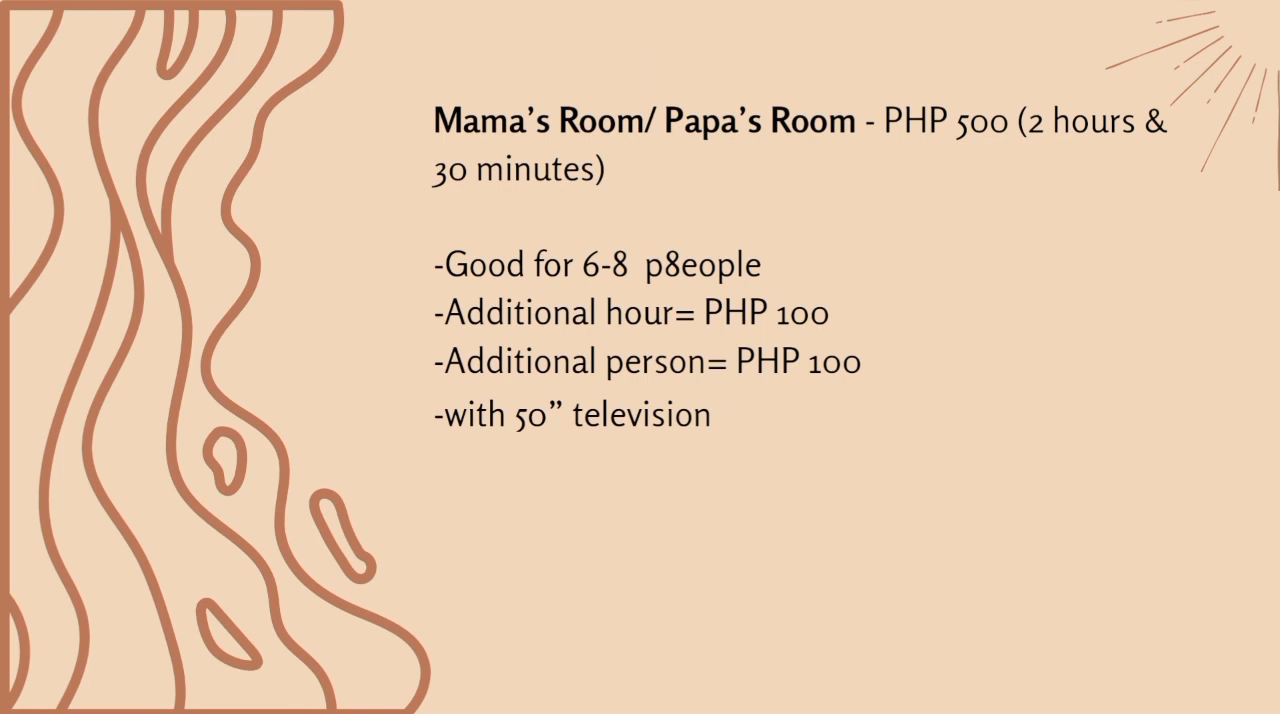 Mama’s Room/ Papa’s Room - PHP 500 (2 hours &
30 minutes)
-Good for 6-8  p8eople
-Additional hour= PHP 100
-Additional person= PHP 100
-with 50” television